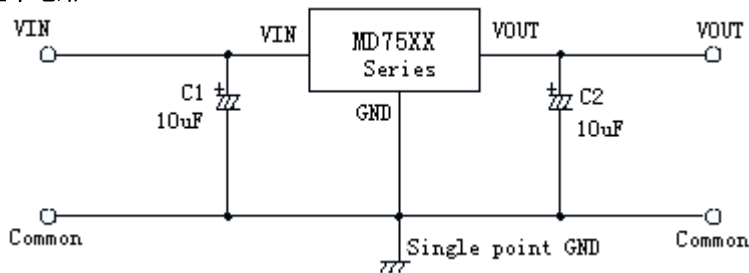 VIN
VIN
MD75XX
Series
VOUT
VOUT
C1
10uF
GND
C2
10uF
Common
Single point GND
Common